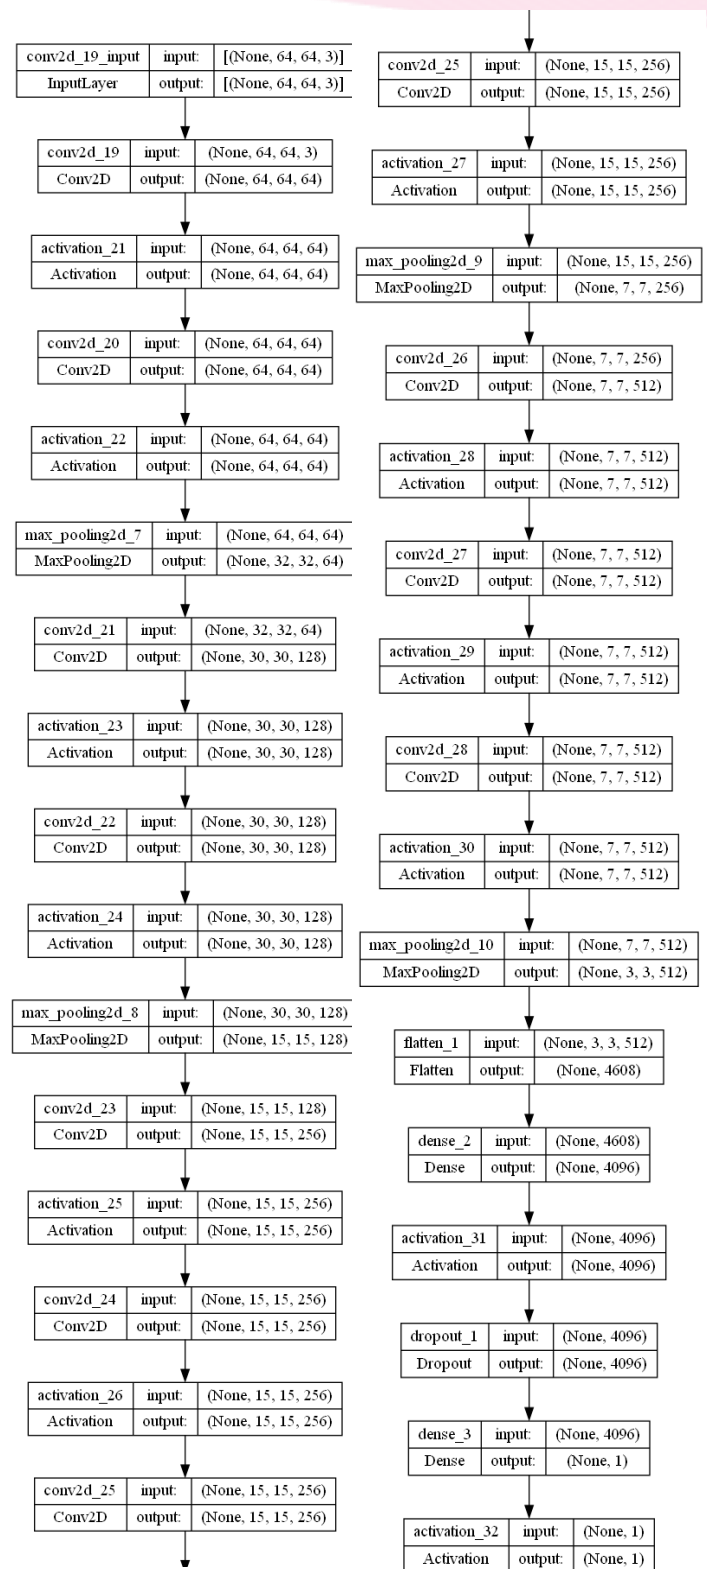 conv2d_19_input input: [(None, 64, 64, 3)]
InputLayer output: [(None, 64, 64, 3)]
conv2d_19 input: (None, 64, 64, 3)
Conv2D output: (None, 64, 64, 64)
activation_21 input: (None, 64, 64, 64)
Activation output: (None, 64, 64, 64)
conv2d_20 input: (None, 64, 64, 64)
Conv2D output: (None, 64, 64, 64)
activation_22 input: (None, 64, 64, 64)
Activation output: (None, 64, 64, 64)
max_pooling2d_7 input: (None, 64, 64, 64)
MaxPooling2D output: (None, 32, 32, 64)
conv2d_21 input: (None, 32, 32, 64)
Conv2D output: (None, 30, 30, 128)
activation_23 input: (None, 30, 30, 128)
Activation output: (None, 30, 30, 128)
conv2d_22 input: (None, 30, 30, 128)
Conv2D output: (None, 30, 30, 128)
activation_24 input: (None, 30, 30, 128)
Activation output: (None, 30, 30, 128)
max_pooling2d_8 input: (None, 30, 30, 128)
MaxPooling2D output: (None, 15, 15, 128)
conv2d_23 input: (None, 15, 15, 128)
Conv2D output: (None, 15, 15, 256)
activation_25 input: (None, 15, 15, 256)
Activation output: (None, 15, 15, 256)
conv2d_24 input: (None, 15, 15, 256)
Conv2D output: (None, 15, 15, 256)
activation_26 input: (None, 15, 15, 256)
Activation output: (None, 15, 15, 256)
conv2d_25 input: (None, 15, 15, 256)
Conv2D output: (None, 15, 15, 256)
conv2d_25 input: (None, 15, 15, 256)
Conv2D output: (None, 15, 15, 256)
activation_27 input: (None, 15, 15, 256)
Activation output: (None, 15, 15, 256)
max_pooling2d_9 input: (None, 15, 15, 256)
MaxPooling2D output: (None, 7, 7, 256)
conv2d_26 input: (None, 7, 7, 256)
Conv2D output: (None, 7, 7, 512)
activation_28 input: (None, 7, 7, 512)
Activation output: (None, 7, 7, 512)
conv2d_27 input: (None, 7, 7, 512)
Conv2D output: (None, 7, 7, 512)
activation_29 input: (None, 7, 7, 512)
Activation output: (None, 7, 7, 512)
conv2d_28 input: (None, 7, 7, 512)
Conv2D output: (None, 7, 7, 512)
activation_30 input: (None, 7, 7, 512)
Activation output: (None, 7, 7, 512)
max_pooling2d_10 input: (None, 7, 7, 512)
MaxPooling2D output: (None, 3, 3, 512)
flatten_1 input: (None, 3, 3, 512)
Flatten output: (None, 4608)
dense_2 input: (None, 4608)
Dense output: (None, 4096)
activation_31 input: (None, 4096)
Activation output: (None, 4096)
dropout_1 input: (None, 4096)
Dropout output: (None, 4096)
dense_3 input: (None, 4096)
Dense output: (None, 1)
activation_32 input: (None, 1)
Activation output: (None, 1)